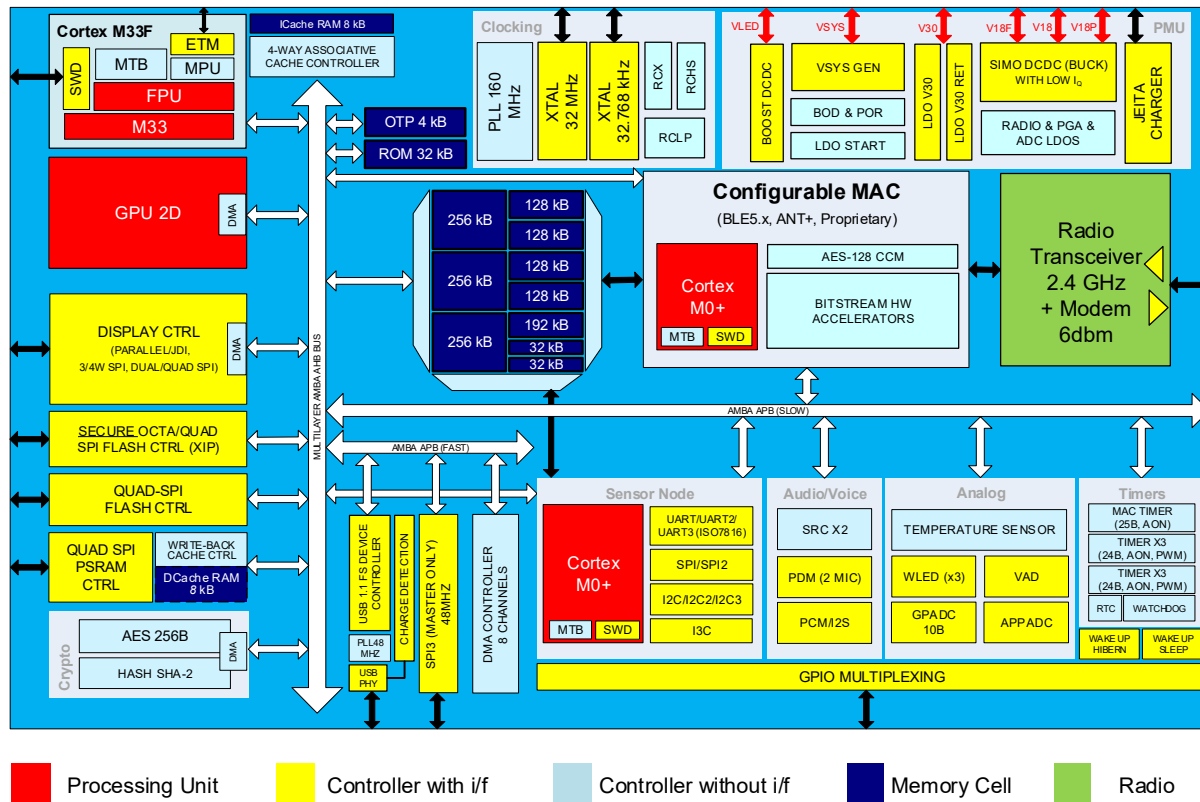 Cortex M33F
ETM
SWD
MTB
MPU
FPU
M33
ICache RAM 8 kB
4-WAY ASSOCIATIVE
CACHE CONTROLLER
OTP 4 kB
ROM 32 kB
Clocking
PLL 160
MHz
XTAL
32 MHz
XTAL
32.768 kHz
RCX
RCHS
RCLP
VLED
VSYS
V30
V18F
V18
V18P
PMU
BOOST DCDC
VSYS GEN
BOD & POR
LDO START
LDO V30
LDO V30 RET
SIMO DCDC (BUCK)
WITH LOW IQ
RADIO & PGA &
ADC LDOS
JEITA
CHARGER
GPU 2D
DMA
MULTILAYER AMBA AHB BUS
256 kB
256 kB
256 kB
128 kB
128 kB
128 kB
128 kB
192 kB
32 kB
32 kB
Configurable MAC
(BLE5.x, ANT+, Proprietary)
Cortex
M0+
MTB
SWD
AES-128 CCM
BITSTREAM HW
ACCELERATORS
Radio
Transceiver
2.4 GHz
+ Modem
6dbm
DISPLAY CTRL
(PARALLEL/JDI,
3/4W SPI, DUAL/QUAD SPI)
DMA
SECURE OCTA/QUAD
SPI FLASH CTRL (XIP)
QUAD-SPI
FLASH CTRL
QUAD SPI
PSRAM
CTRL
WRITE-BACK
CACHE CTRL
DCache RAM
8 kB
Crypto
AES 256B
HASH SHA-2
DMA
AMBA APB (SLOW)
AMBA APB (FAST)
USB 1.1 FS DEVICE
CONTROLLER
PLL48
MHZ
USB
PHY
CHARGE DETECTION
SPI3 (MASTER ONLY)
48MHZ
DMA CONTROLLER
8 CHANNELS
Sensor Node
Cortex
M0+
MTB
SWD
UART/UART2/
UART3 (ISO7816)
SPI/SPI2
I2C/I2C2/I2C3
I3C
Audio/Voice
SRC X2
PDM (2 MIC)
PCM/I2S
Analog
TEMPERATURE SENSOR
WLED (x3)
VAD
GPADC
10B
APP ADC
Timers
MAC TIMER
(25B, AON)
TIMER X3
(24B, AON, PWM)
TIMER X3
(24B, AON, PWM)
RTC
WATCHDOG
WAKE UP
HIBERN
WAKE UP
SLEEP
GPIO MULTIPLEXING
Processing Unit
Controller with i/f
Controller without i/f
Memory Cell
Radio